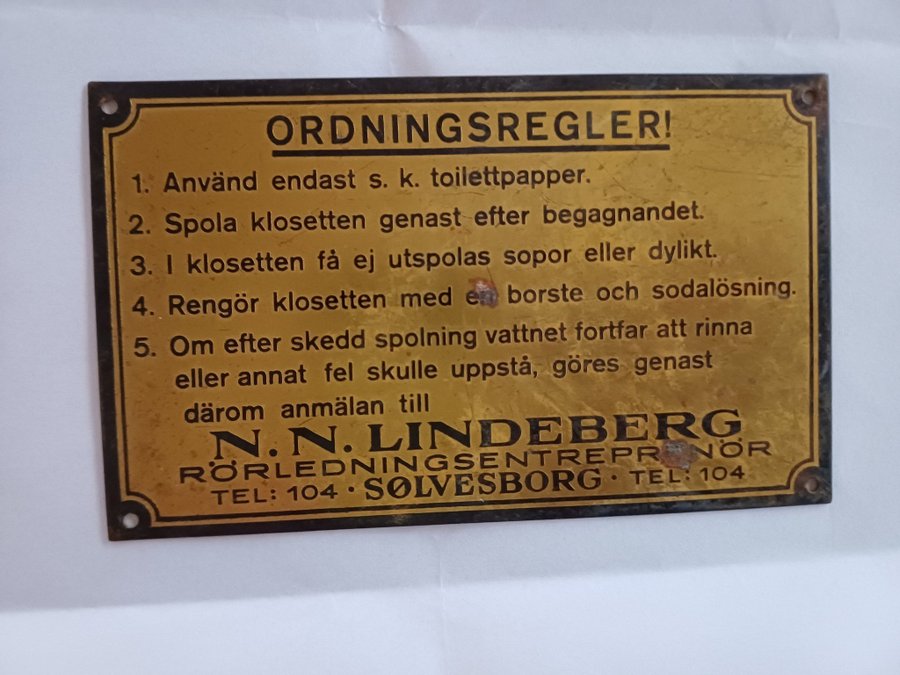 ORDNINGSREGLER!
1. Använd endast s. k. toilettpapper.
2. Spola klosetten genast efter begagnandet.
3. I klosetten få ej utspolas sopor eller dylikt.
4. Rengör klosetten med en borste och sodalösning.
5. Om efter skedd spolning vattnet fortfar att rinna
eller annat fel skulle uppstå, göres genast
därom anmälan till
N. N. LINDEBERG
RÖRLEDNINGSENTREPRENÖR
TEL: 104 · SØLVESBORG · TEL: 104